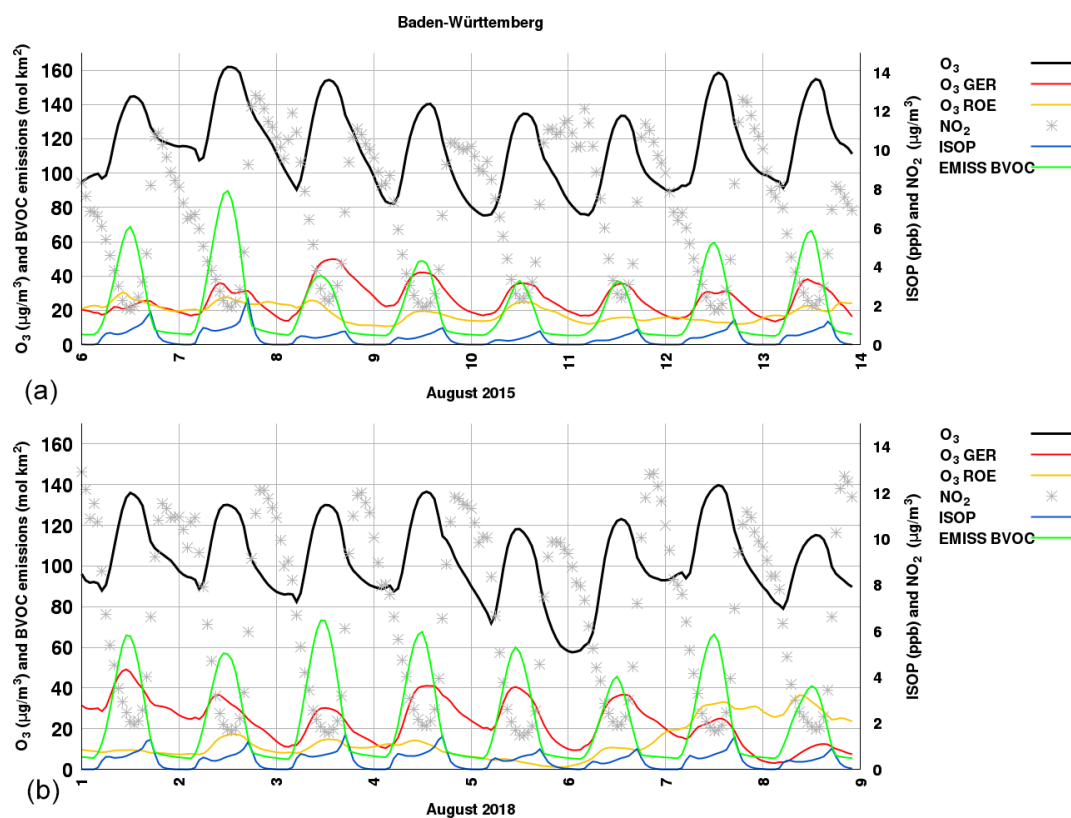 Baden-Württemberg
O₃ (μg/m³) and BVOC emissions (mol km²)
160
140
120
100
80
60
40
20
0
14
12
10
8
6
4
2
0
ISOP (ppb) and NO₂ (μg/m³)
O₃
O₃ GER
O₃ ROE
NO₂
ISOP
EMISS BVOC
6 7 8 9 10 11 12 13 14
(a)
August 2015
O₃ (μg/m³) and BVOC emissions (mol km²)
160
140
120
100
80
60
40
20
0
14
12
10
8
6
4
2
0
ISOP (ppb) and NO₂ (μg/m³)
O₃
O₃ GER
O₃ ROE
NO₂
ISOP
EMISS BVOC
1 2 3 4 5 6 7 8 9
(b)
August 2018